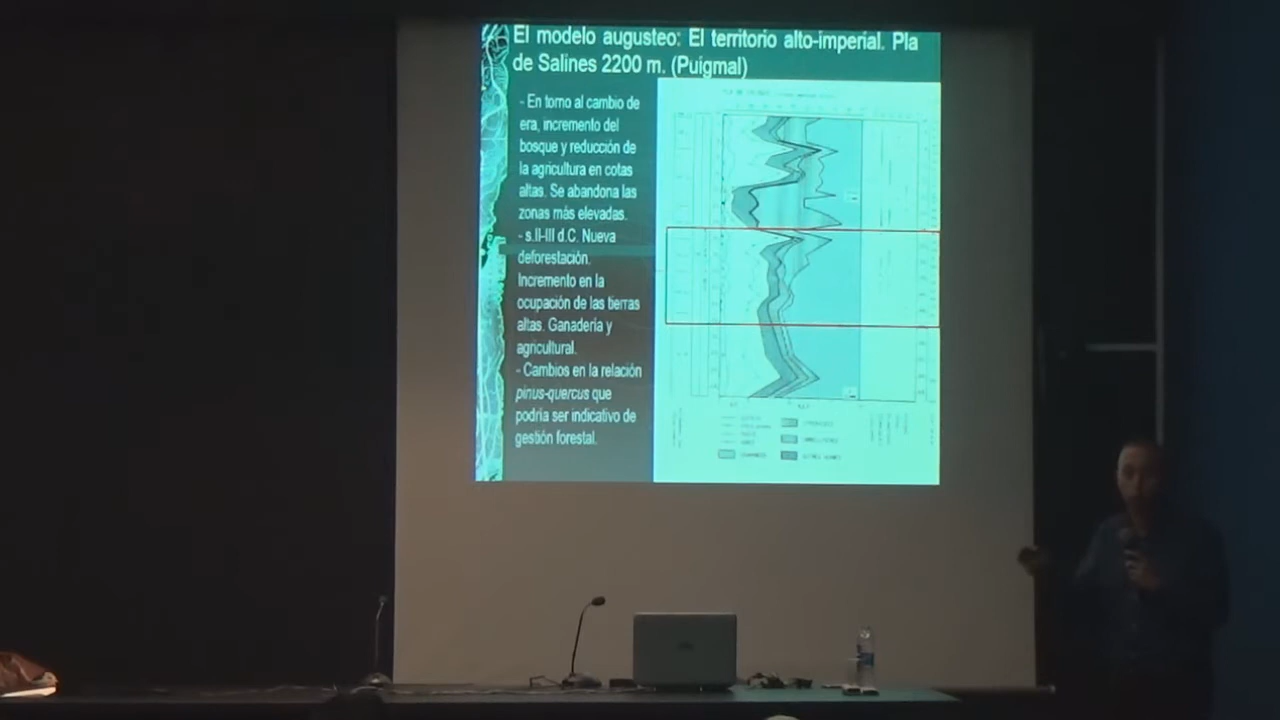 El modelo augusteo: El territorio alto-imperial. Pla
de Salines 2200 m. (Puigmal)
- En torno al cambio de
era, incremento del
bosque y reducción de
la agricultura en cotas
altas. Se abandona las
zonas más elevadas.
- s.II-III d.C. Nueva
deforestación.
Incremento en la
ocupación de las tierras
altas. Ganadería y
agricultural.
- Cambios en la relación
pinus-quercus que
podría ser indicativo de
gestión forestal.